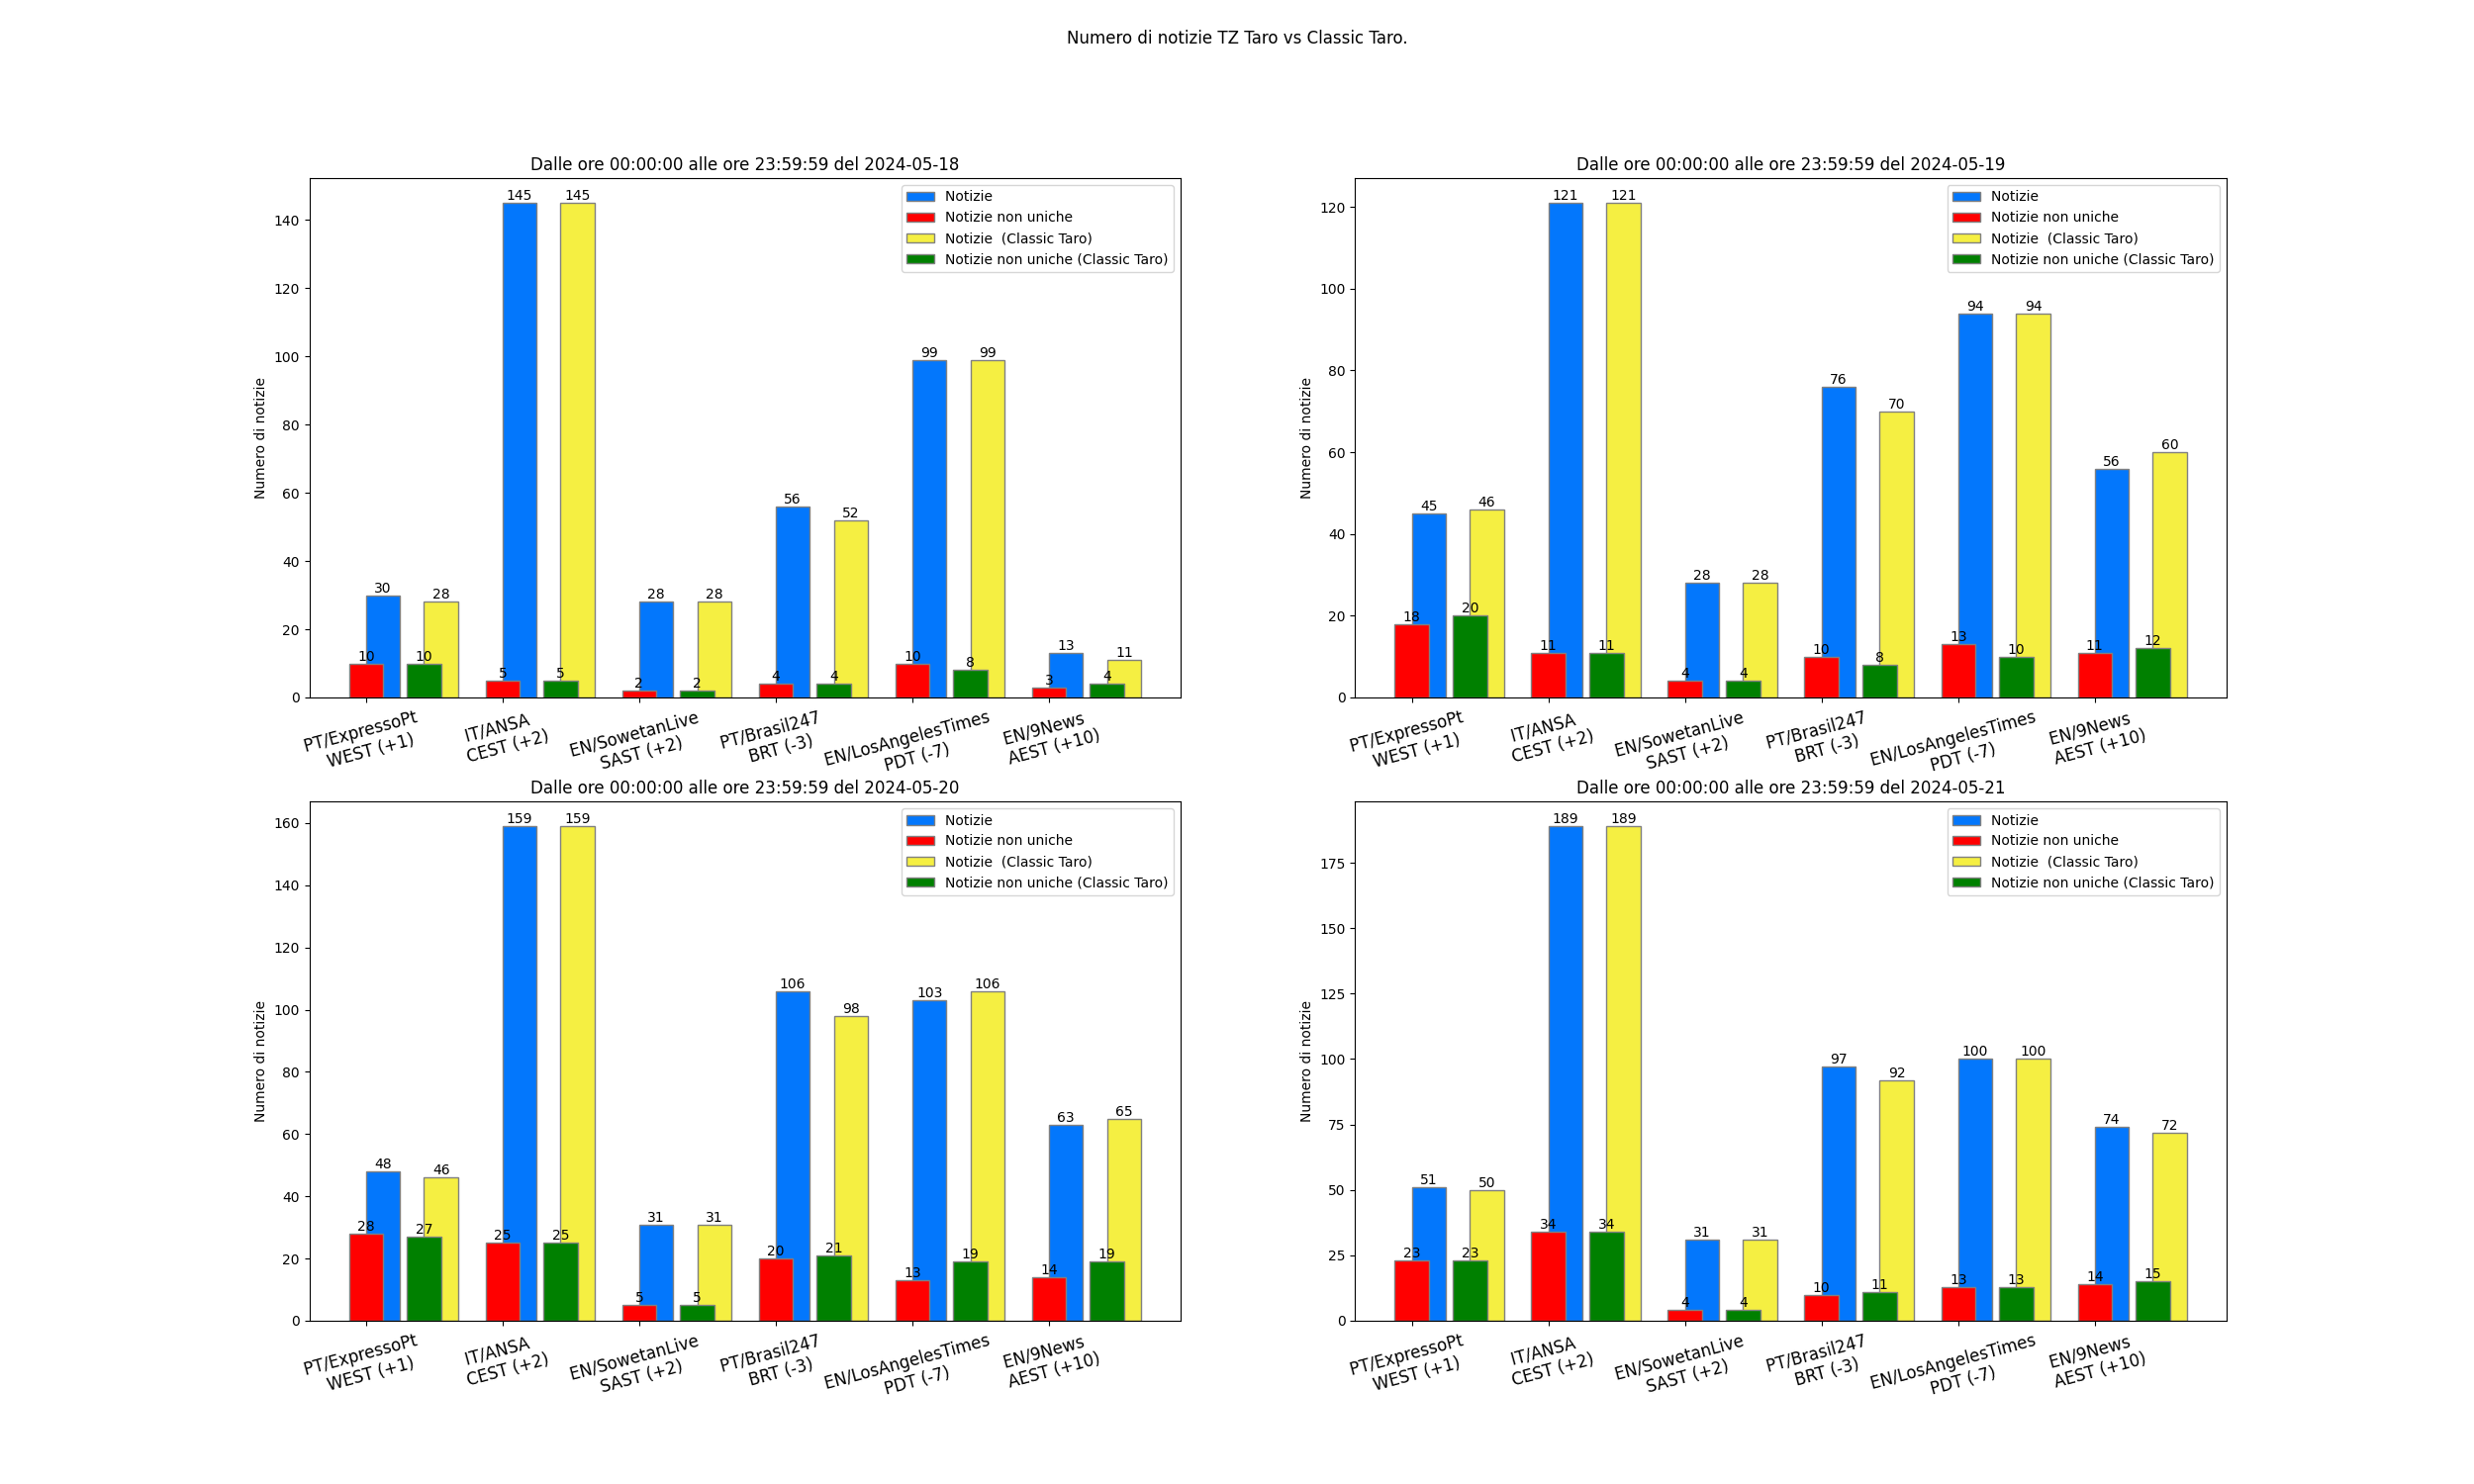 Numero di notizie TZ Taro vs Classic Taro.
Dalle ore 00:00:00 alle ore 23:59:59 del 2024-05-18
Numero di notizie
140
120
100
80
60
40
20
0
Notizie
Notizie non uniche
Notizie  (Classic Taro)
Notizie non uniche (Classic Taro)
30
28
10
10
145
145
5
5
28
28
2
2
56
52
4
4
99
99
10
8
13
11
3
4
PT/ExpressoPt
WEST (+1)
IT/ANSA
CEST (+2)
EN/SowetanLive
SAST (+2)
PT/Brasil247
BRT (-3)
EN/LosAngelesTimes
PDT (-7)
EN/9News
AEST (+10)
Dalle ore 00:00:00 alle ore 23:59:59 del 2024-05-19
Numero di notizie
120
100
80
60
40
20
0
Notizie
Notizie non uniche
Notizie  (Classic Taro)
Notizie non uniche (Classic Taro)
45
46
18
20
121
121
11
11
28
28
4
4
76
70
10
8
94
94
13
10
56
60
11
12
PT/ExpressoPt
WEST (+1)
IT/ANSA
CEST (+2)
EN/SowetanLive
SAST (+2)
PT/Brasil247
BRT (-3)
EN/LosAngelesTimes
PDT (-7)
EN/9News
AEST (+10)
Dalle ore 00:00:00 alle ore 23:59:59 del 2024-05-20
Numero di notizie
160
140
120
100
80
60
40
20
0
Notizie
Notizie non uniche
Notizie  (Classic Taro)
Notizie non uniche (Classic Taro)
48
46
28
27
159
159
25
25
31
31
5
5
106
98
20
21
103
106
13
19
63
65
14
19
PT/ExpressoPt
WEST (+1)
IT/ANSA
CEST (+2)
EN/SowetanLive
SAST (+2)
PT/Brasil247
BRT (-3)
EN/LosAngelesTimes
PDT (-7)
EN/9News
AEST (+10)
Dalle ore 00:00:00 alle ore 23:59:59 del 2024-05-21
Numero di notizie
175
150
125
100
75
50
25
0
Notizie
Notizie non uniche
Notizie  (Classic Taro)
Notizie non uniche (Classic Taro)
51
50
23
23
189
189
34
34
31
31
4
4
97
92
10
11
100
100
13
13
74
72
14
15
PT/ExpressoPt
WEST (+1)
IT/ANSA
CEST (+2)
EN/SowetanLive
SAST (+2)
PT/Brasil247
BRT (-3)
EN/LosAngelesTimes
PDT (-7)
EN/9News
AEST (+10)